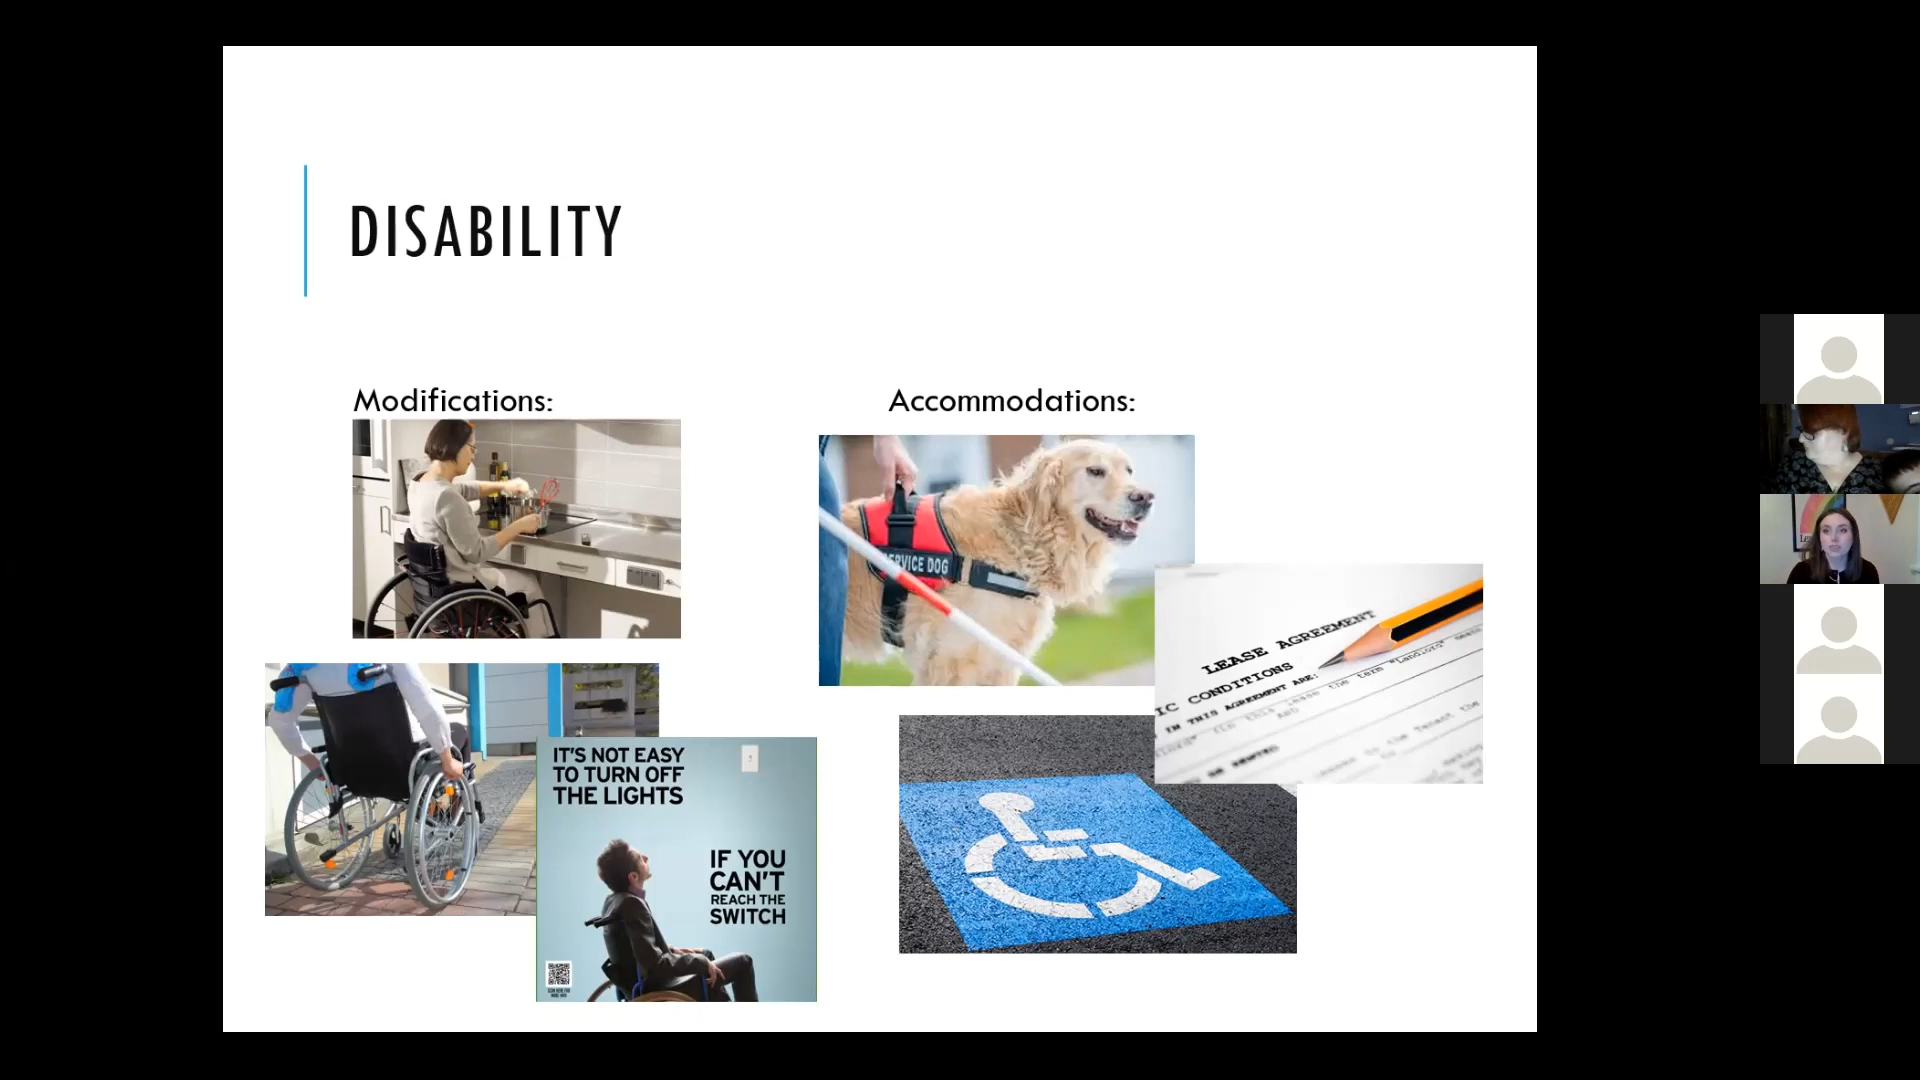 DISABILITY
Modifications:
IT'S NOT EASY
TO TURN OFF
THE LIGHTS
IF YOU
CAN'T
REACH THE
SWITCH
Accommodations:
SERVICE DOG
LEASE AGREEMENT
IC CONDITIONS
IN THIS AGREEMENT ARE: